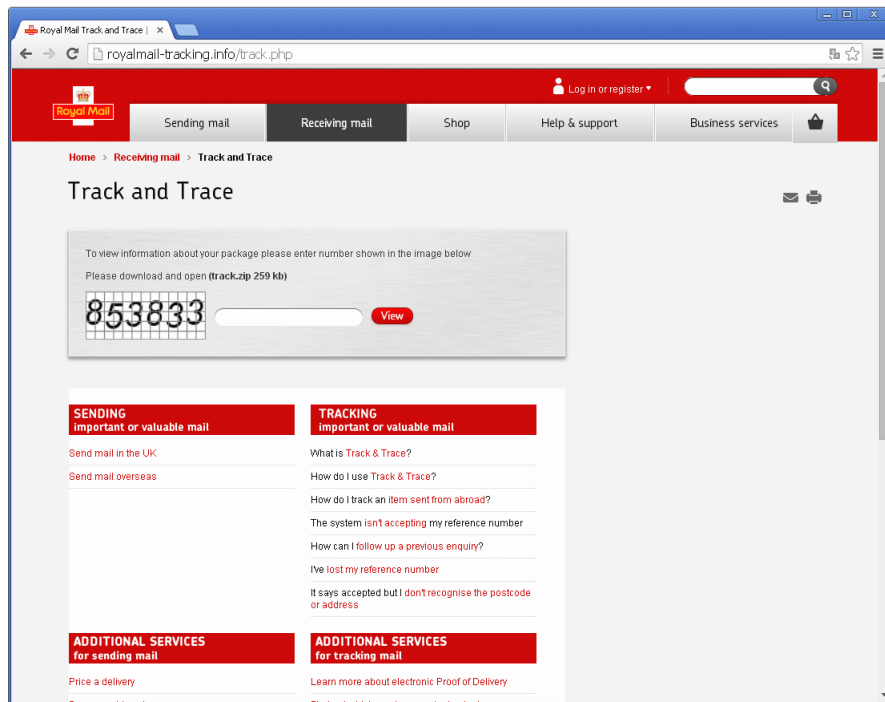 Royal Mail Track and Trace |
royalmail-tracking.info/track.php
Log in or register
Royal Mail
Sending mail
Receiving mail
Shop
Help & support
Business services
Home > Receiving mail > Track and Trace
Track and Trace
To view information about your package please enter number shown in the image below
Please download and open (track.zip 259 kb)
853833
View
SENDING
important or valuable mail
Send mail in the UK
Send mail overseas
TRACKING
important or valuable mail
What is Track & Trace?
How do I use Track & Trace?
How do I track an item sent from abroad?
The system isn't accepting my reference number
How can I follow up a previous enquiry?
I've lost my reference number
It says accepted but I don't recognise the postcode
or address
ADDITIONAL SERVICES
for sending mail
Price a delivery
ADDITIONAL SERVICES
for tracking mail
Learn more about electronic Proof of Delivery